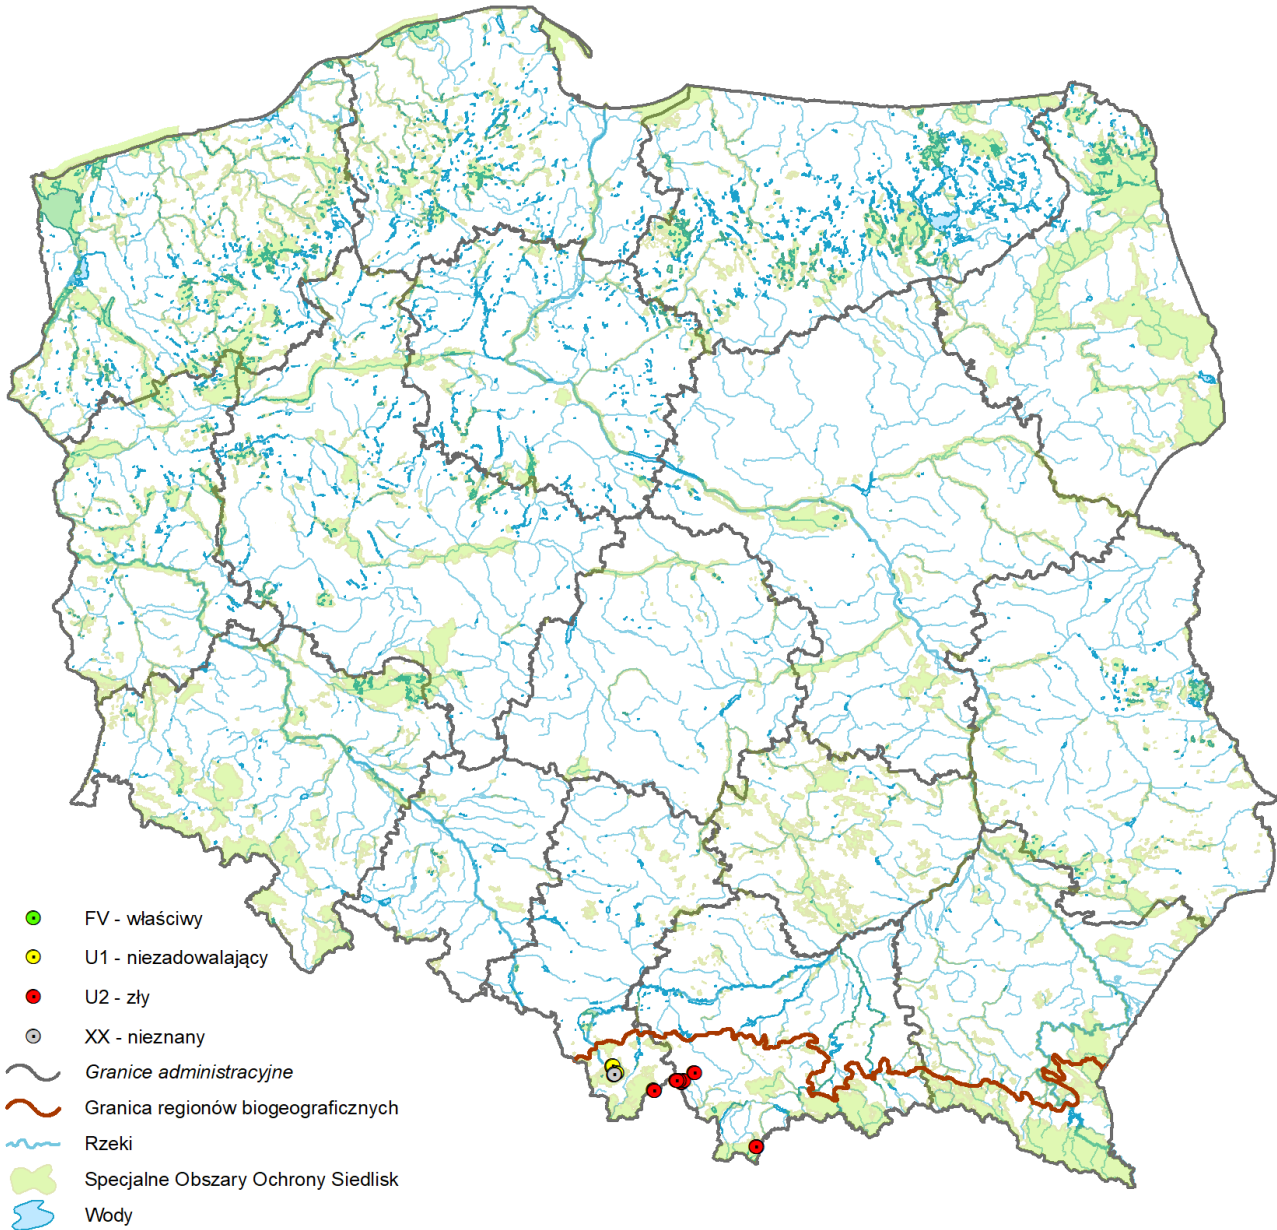 FV - właściwy
U1 - niezadowalający
U2 - zły
XX - nieznany
Granice administracyjne
Granica regionów biogeograficznych
Rzeki
Specjalne Obszary Ochrony Siedlisk
Wody